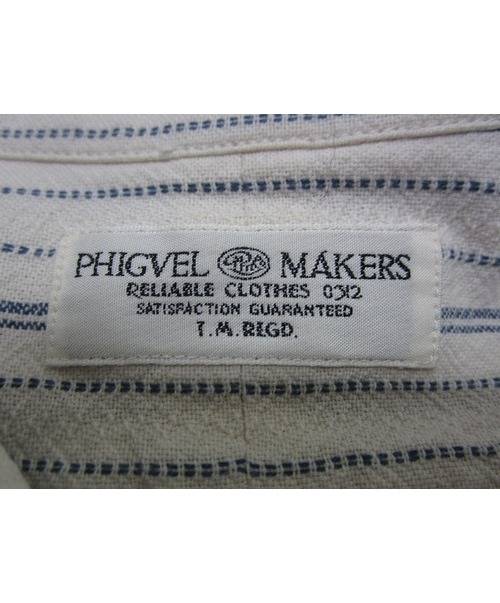 PHIGVEL MAKERS
RELIABLE CLOTHES 0312
SATISFACTION GUARANTEED
T.M.REGD.